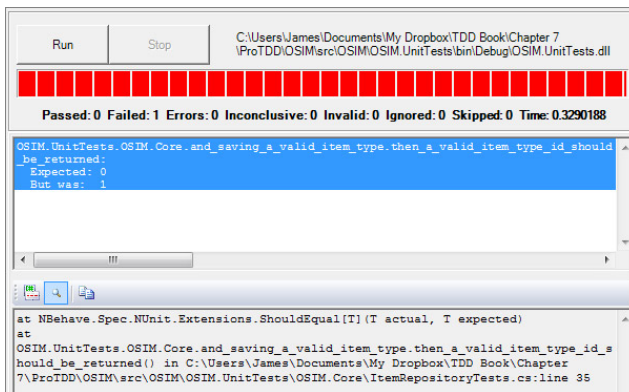 Run
Stop
C:\Users\James\Documents\My Dropbox\TDD Book\Chapter 7
\ProTDD\OSIM\src\OSIM\OSIM.UnitTests\bin\Debug\OSIM.UnitTests.dll
Passed: 0 Failed: 1 Errors: 0 Inconclusive: 0 Invalid: 0 Ignored: 0 Skipped: 0 Time: 0.3290188
OSIM.UnitTests.OSIM.Core.and_saving_a_valid_item_type.then_a_valid_item_type_id_should
_be_returned:
Expected: 0
But was: 1
at NBehave.Spec.NUnit.Extensions.ShouldEqual[T](T actual, T expected)
at
OSIM.UnitTests.OSIM.Core.and_saving_a_valid_item_type.then_a_valid_item_type_id_s
hould_be_returned() in C:\Users\James\Documents\My Dropbox\TDD Book\Chapter
7\ProTDD\OSIM\src\OSIM\OSIM.UnitTests\OSIM.Core\ItemRepositoryTests.cs:line 35